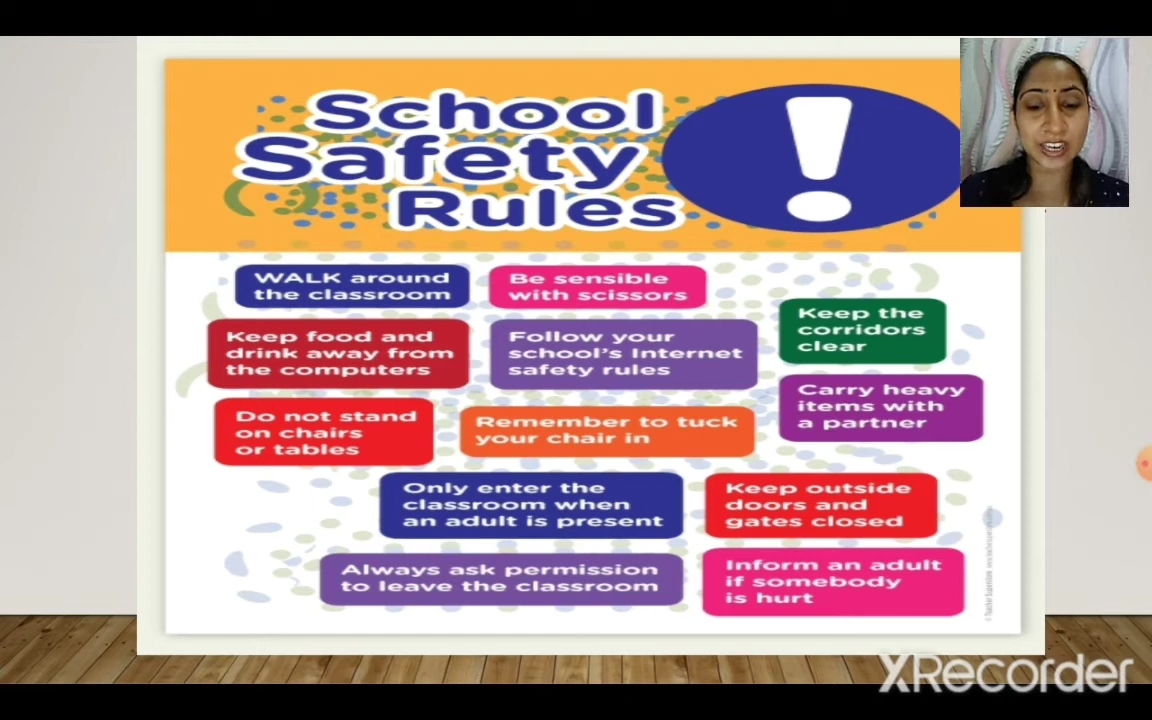 School
Safety
Rules
WALK around
the classroom
Be sensible
with scissors
Keep the
corridors
clear
Keep food and
drink away from
the computers
Follow your
school's Internet
safety rules
Carry heavy
items with
a partner
Do not stand
on chairs
or tables
Remember to tuck
your chair in
Only enter the
classroom when
an adult is present
Keep outside
doors and
gates closed
Always ask permission
to leave the classroom
Inform an adult
if somebody
is hurt
XRecorder